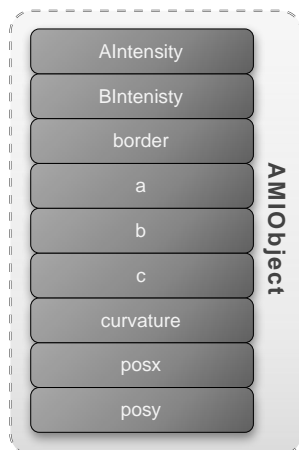 AIntensity
BIntenisty
border
a
b
c
curvature
posx
posy
AMIObject